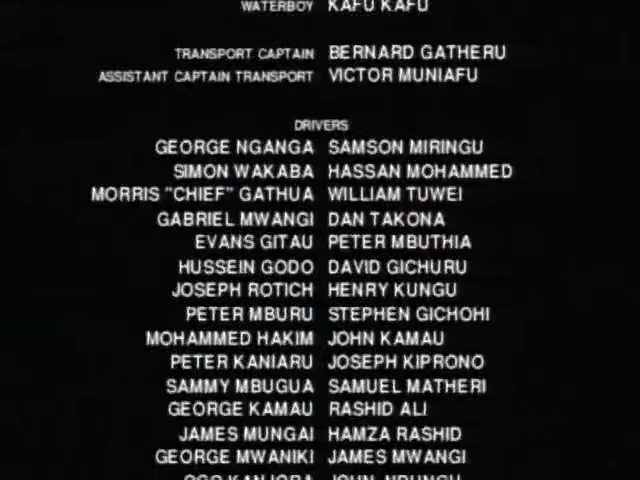 WATERBOY KAFU KAFU
TRANSPORT CAPTAIN BERNARD GATHERU
ASSISTANT CAPTAIN TRANSPORT VICTOR MUNIAFU
DRIVERS
GEORGE NGANGA SAMSON MIRINGU
SIMON WAKABA HASSAN MOHAMMED
MORRIS "CHIEF" GATHUA WILLIAM TUWEI
GABRIEL MWANGI DAN TAKONA
EVANS GITAU PETER MBUTHIA
HUSSEIN GODO DAVID GICHURU
JOSEPH ROTICH HENRY KUNGU
PETER MBURU STEPHEN GICHOHI
MOHAMMED HAKIM JOHN KAMAU
PETER KANIARU JOSEPH KIPRONO
SAMMY MBUGUA SAMUEL MATHERI
GEORGE KAMAU RASHID ALI
JAMES MUNGAI HAMZA RASHID
GEORGE MWANIKI JAMES MWANGI
JOHN